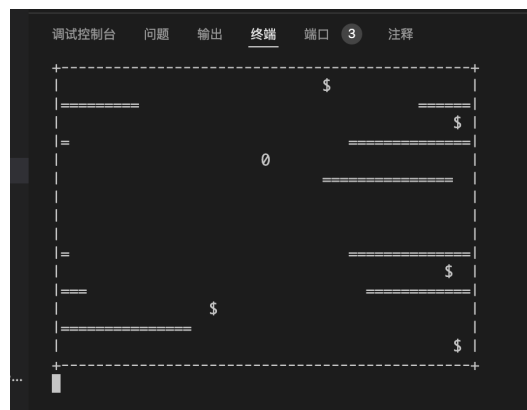 调试控制台 问题 输出 终端 端口 3 注释
+-----------------------------------------------+
|                              $                |
|=========                                ======|
|                                             $ |
|=                                ==============|
|                       0                       |
|                              ===============  |
|                                               |
|                                               |
|                                               |
|=                                ==============|
|                                            $  |
|===                                ============|
|                 $                             |
|===============                                |
|                                             $ |
+-----------------------------------------------+
...